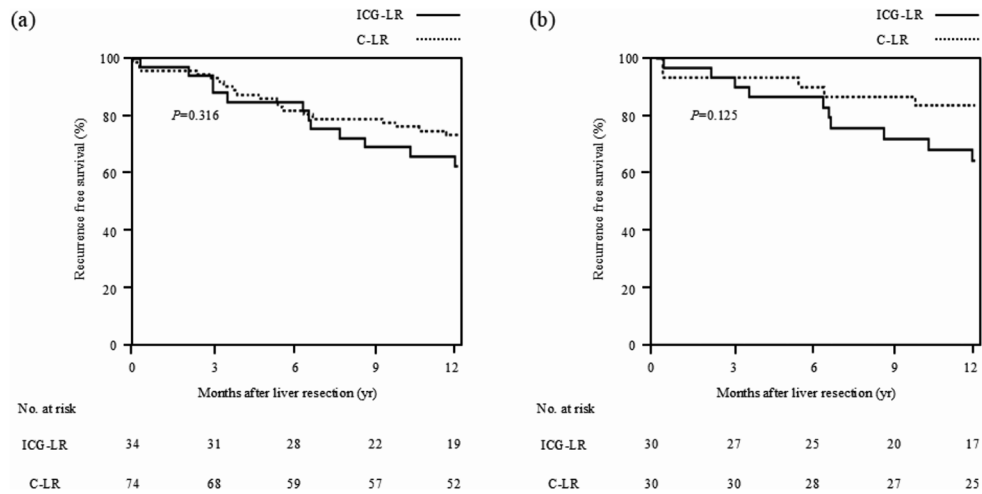 (a)
ICG-LR
C-LR
100
80
60
40
20
0
Recurrence free survival (%)
P=0.316
0 3 6 9 12
Months after liver resection (yr)
No. at risk
ICG-LR 34 31 28 22 19
C-LR 74 68 59 57 52
(b)
ICG-LR
C-LR
100
80
60
40
20
0
Recurrence free survival (%)
P=0.125
0 3 6 9 12
Months after liver resection (yr)
No. at risk
ICG-LR 30 27 25 20 17
C-LR 30 30 28 27 25